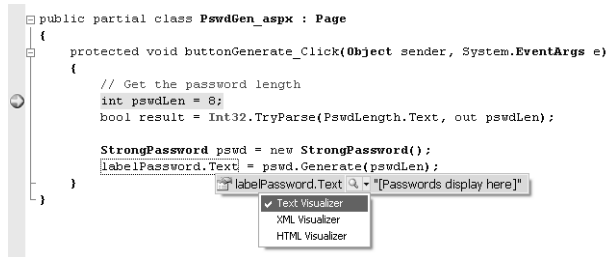 public partial class PswdGen_aspx : Page
{
protected void buttonGenerate_Click(Object sender, System.EventArgs e)
{
// Get the password length
int pswdLen = 8;
bool result = Int32.TryParse(PswdLength.Text, out pswdLen);
StrongPassword pswd = new StrongPassword();
labelPassword.Text = pswd.Generate(pswdLen);
}
labelPassword.Text "[Passwords display here]"
}
Text Visualizer
XML Visualizer
HTML Visualizer